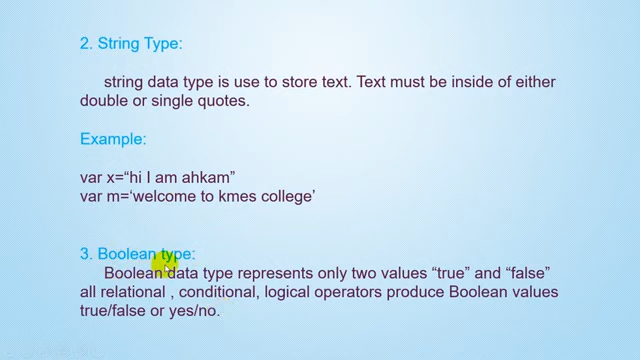 2. String Type:
string data type is use to store text. Text must be inside of either
double or single quotes.
Example:
var x=“hi I am ahkam”
var m=‘welcome to kmes college’
3. Boolean type:
Boolean data type represents only two values “true” and “false”
all relational , conditional, logical operators produce Boolean values
true/false or yes/no.